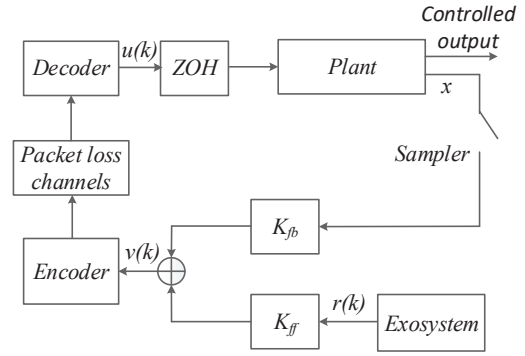 Controlled
output
Decoder
u(k)
ZOH
Plant
x
Packet loss
channels
Sampler
K_fb
v(k)
Encoder
K_ff
r(k)
Exosystem